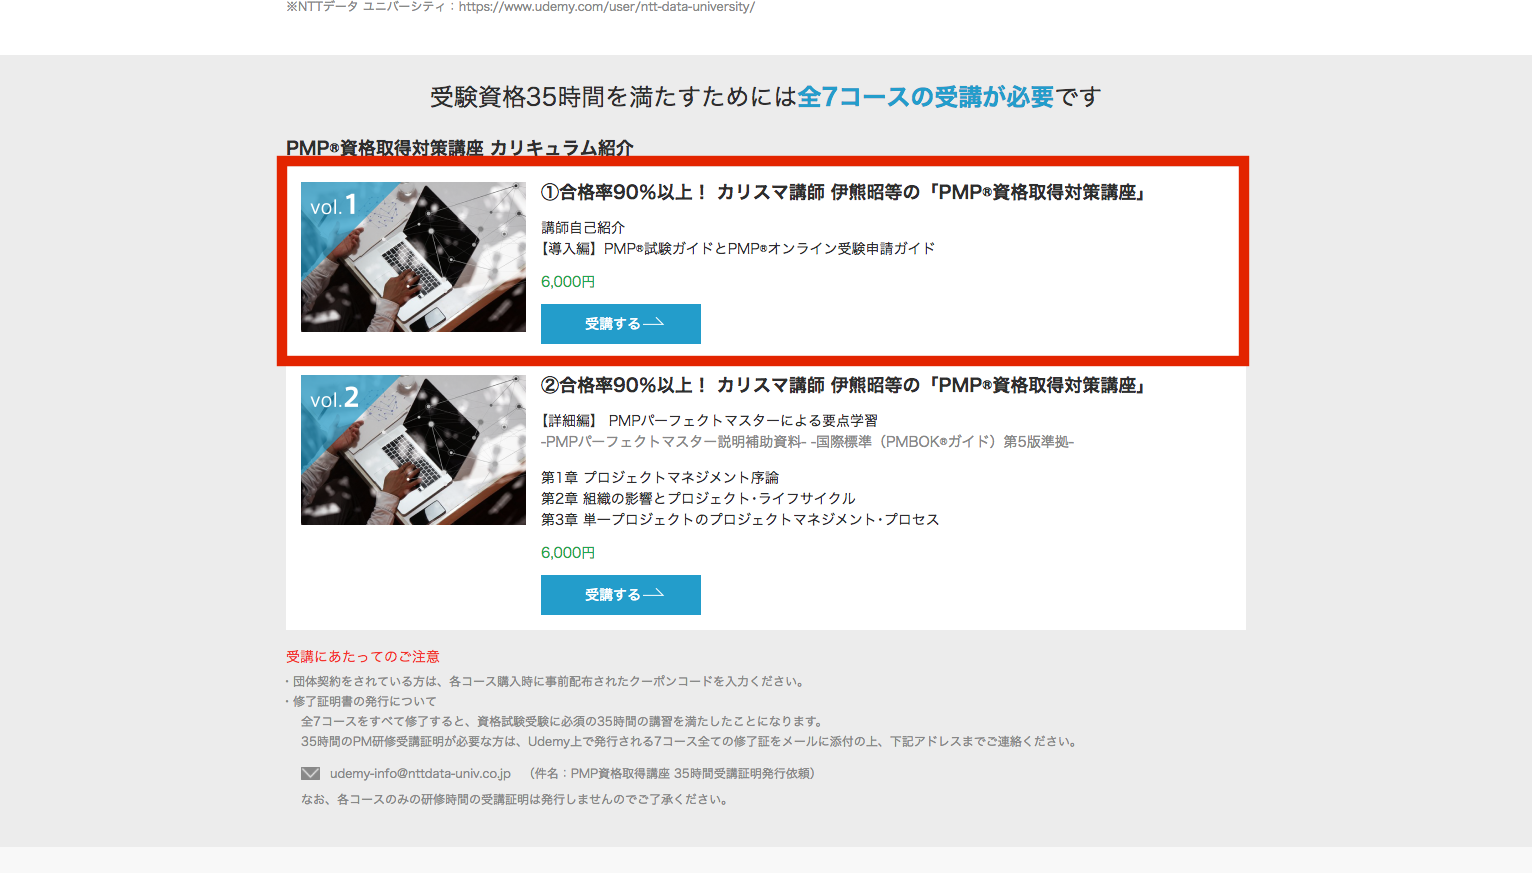 ※NTTデータ ユニバーシティ：https://www.udemy.com/user/ntt-data-university/
受験資格35時間を満たすためには全7コースの受講が必要です
PMP®資格取得対策講座 カリキュラム紹介
vol.1
①合格率90％以上！ カリスマ講師 伊熊昭等の「PMP®資格取得対策講座」
講師自己紹介
【導入編】PMP®試験ガイドとPMP®オンライン受験申請ガイド
6,000円
受講する
vol.2
②合格率90％以上！ カリスマ講師 伊熊昭等の「PMP®資格取得対策講座」
【詳細編】 PMPパーフェクトマスターによる要点学習
-PMPパーフェクトマスター説明補助資料- -国際標準（PMBOK®ガイド）第5版準拠-
第1章 プロジェクトマネジメント序論
第2章 組織の影響とプロジェクト･ライフサイクル
第3章 単一プロジェクトのプロジェクトマネジメント･プロセス
6,000円
受講する
受講にあたってのご注意
・団体契約をされている方は、各コース購入時に事前配布されたクーポンコードを入力ください。
・修了証明書の発行について
全7コースをすべて修了すると、資格試験受験に必須の35時間の講習を満たしたことになります。
35時間のPM研修受講証明が必要な方は、Udemy上で発行される7コース全ての修了証をメールに添付の上、下記アドレスまでご連絡ください。
udemy-info@nttdata-univ.co.jp （件名：PMP資格取得講座 35時間受講証明発行依頼）
なお、各コースのみの研修時間の受講証明は発行しませんのでご了承ください。